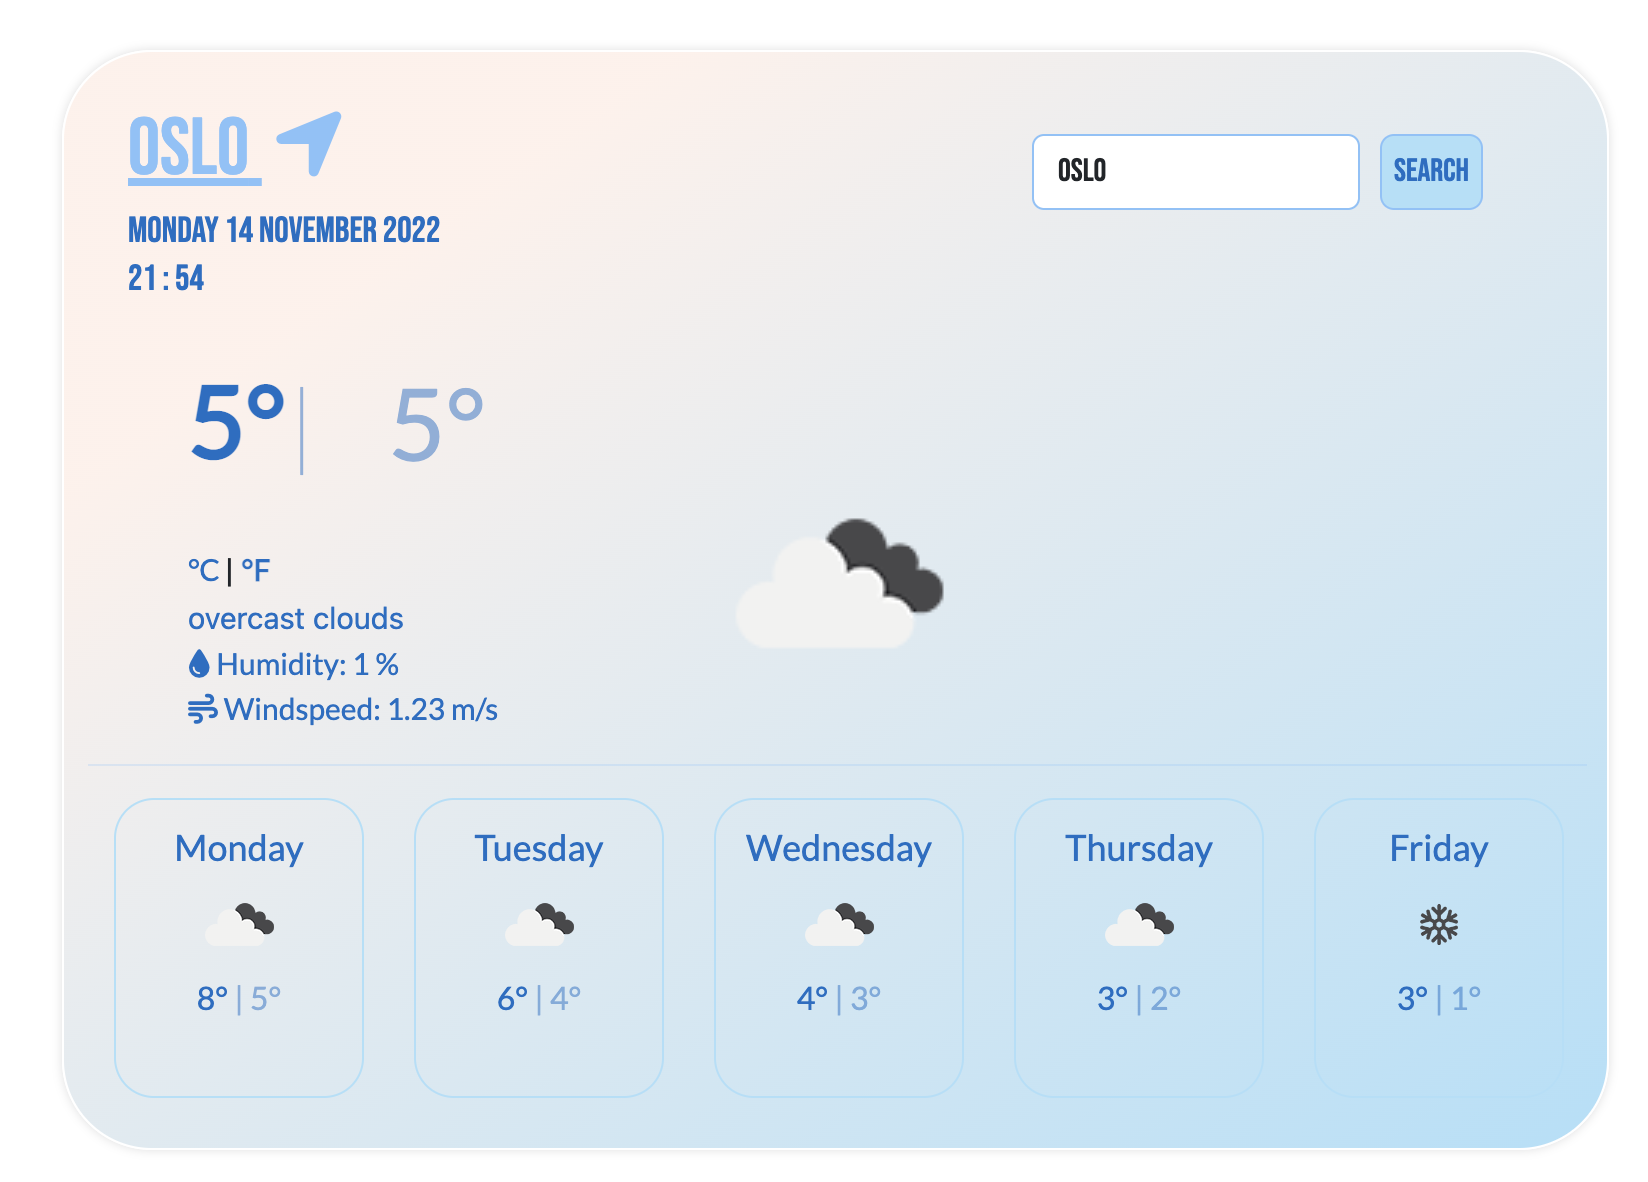 OSLO
OSLO
SEARCH
MONDAY 14 NOVEMBER 2022
21 : 54
5° | 5°
°C | °F
overcast clouds
Humidity: 1 %
Windspeed: 1.23 m/s
Monday
8° | 5°
Tuesday
6° | 4°
Wednesday
4° | 3°
Thursday
3° | 2°
Friday
3° | 1°